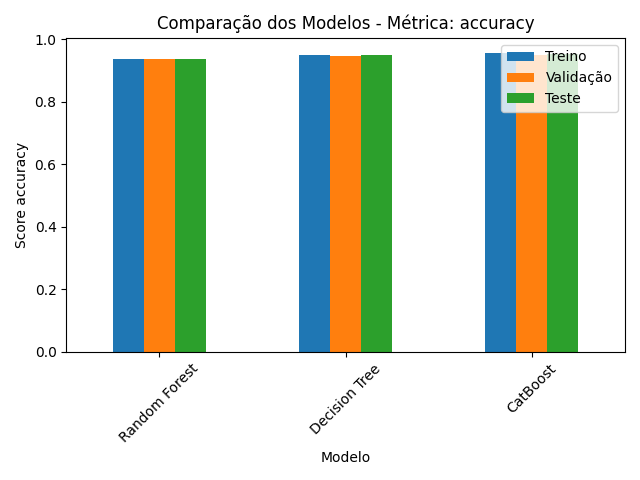 Comparação dos Modelos - Métrica: accuracy
Treino
Validação
Teste
Score accuracy
1.0
0.8
0.6
0.4
0.2
0.0
Random Forest
Decision Tree
CatBoost
Modelo